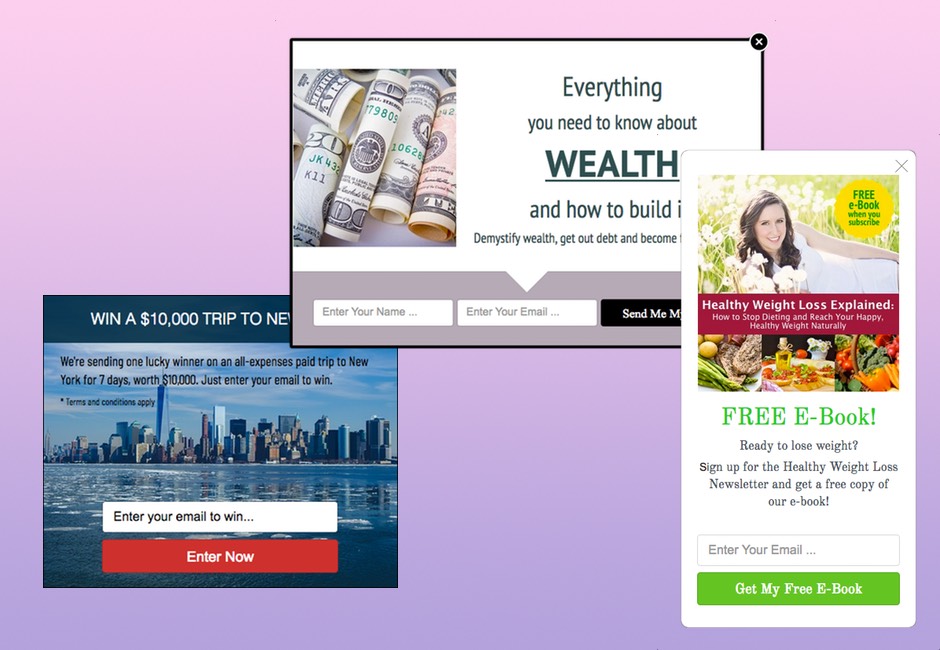 Everything
you need to know about
WEALTH
and how to build i
Demystify wealth, get out debt and become
Enter Your Name ...
Enter Your Email ...
Send Me M
FREE
e-Book
when you
subscribe
Healthy Weight Loss Explained:
How to Stop Dieting and Reach Your Happy,
Healthy Weight Naturally
FREE E-Book!
Ready to lose weight?
Sign up for the Healthy Weight Loss
Newsletter and get a free copy of
our e-book!
Enter Your Email ...
Get My Free E-Book
WIN A $10,000 TRIP TO NE
We're sending one lucky winner on an all-expenses paid trip to New
York for 7 days, worth $10,000. Just enter your email to win.
* Terms and conditions apply
Enter your email to win...
Enter Now